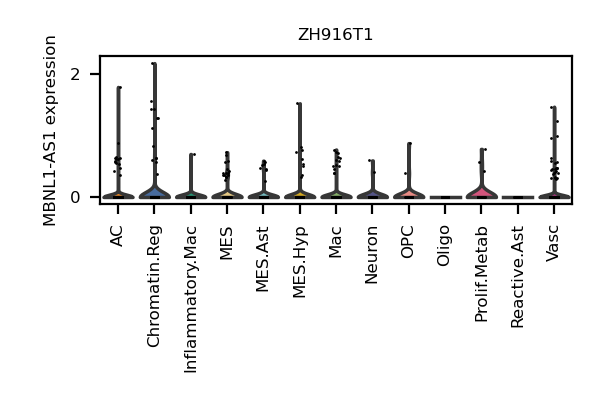 ZH916T1
MBNL1-AS1 expression
2
0
AC
Chromatin.Reg
Inflammatory.Mac
MES
MES.Ast
MES.Hyp
Mac
Neuron
OPC
Oligo
Prolif.Metab
Reactive.Ast
Vasc